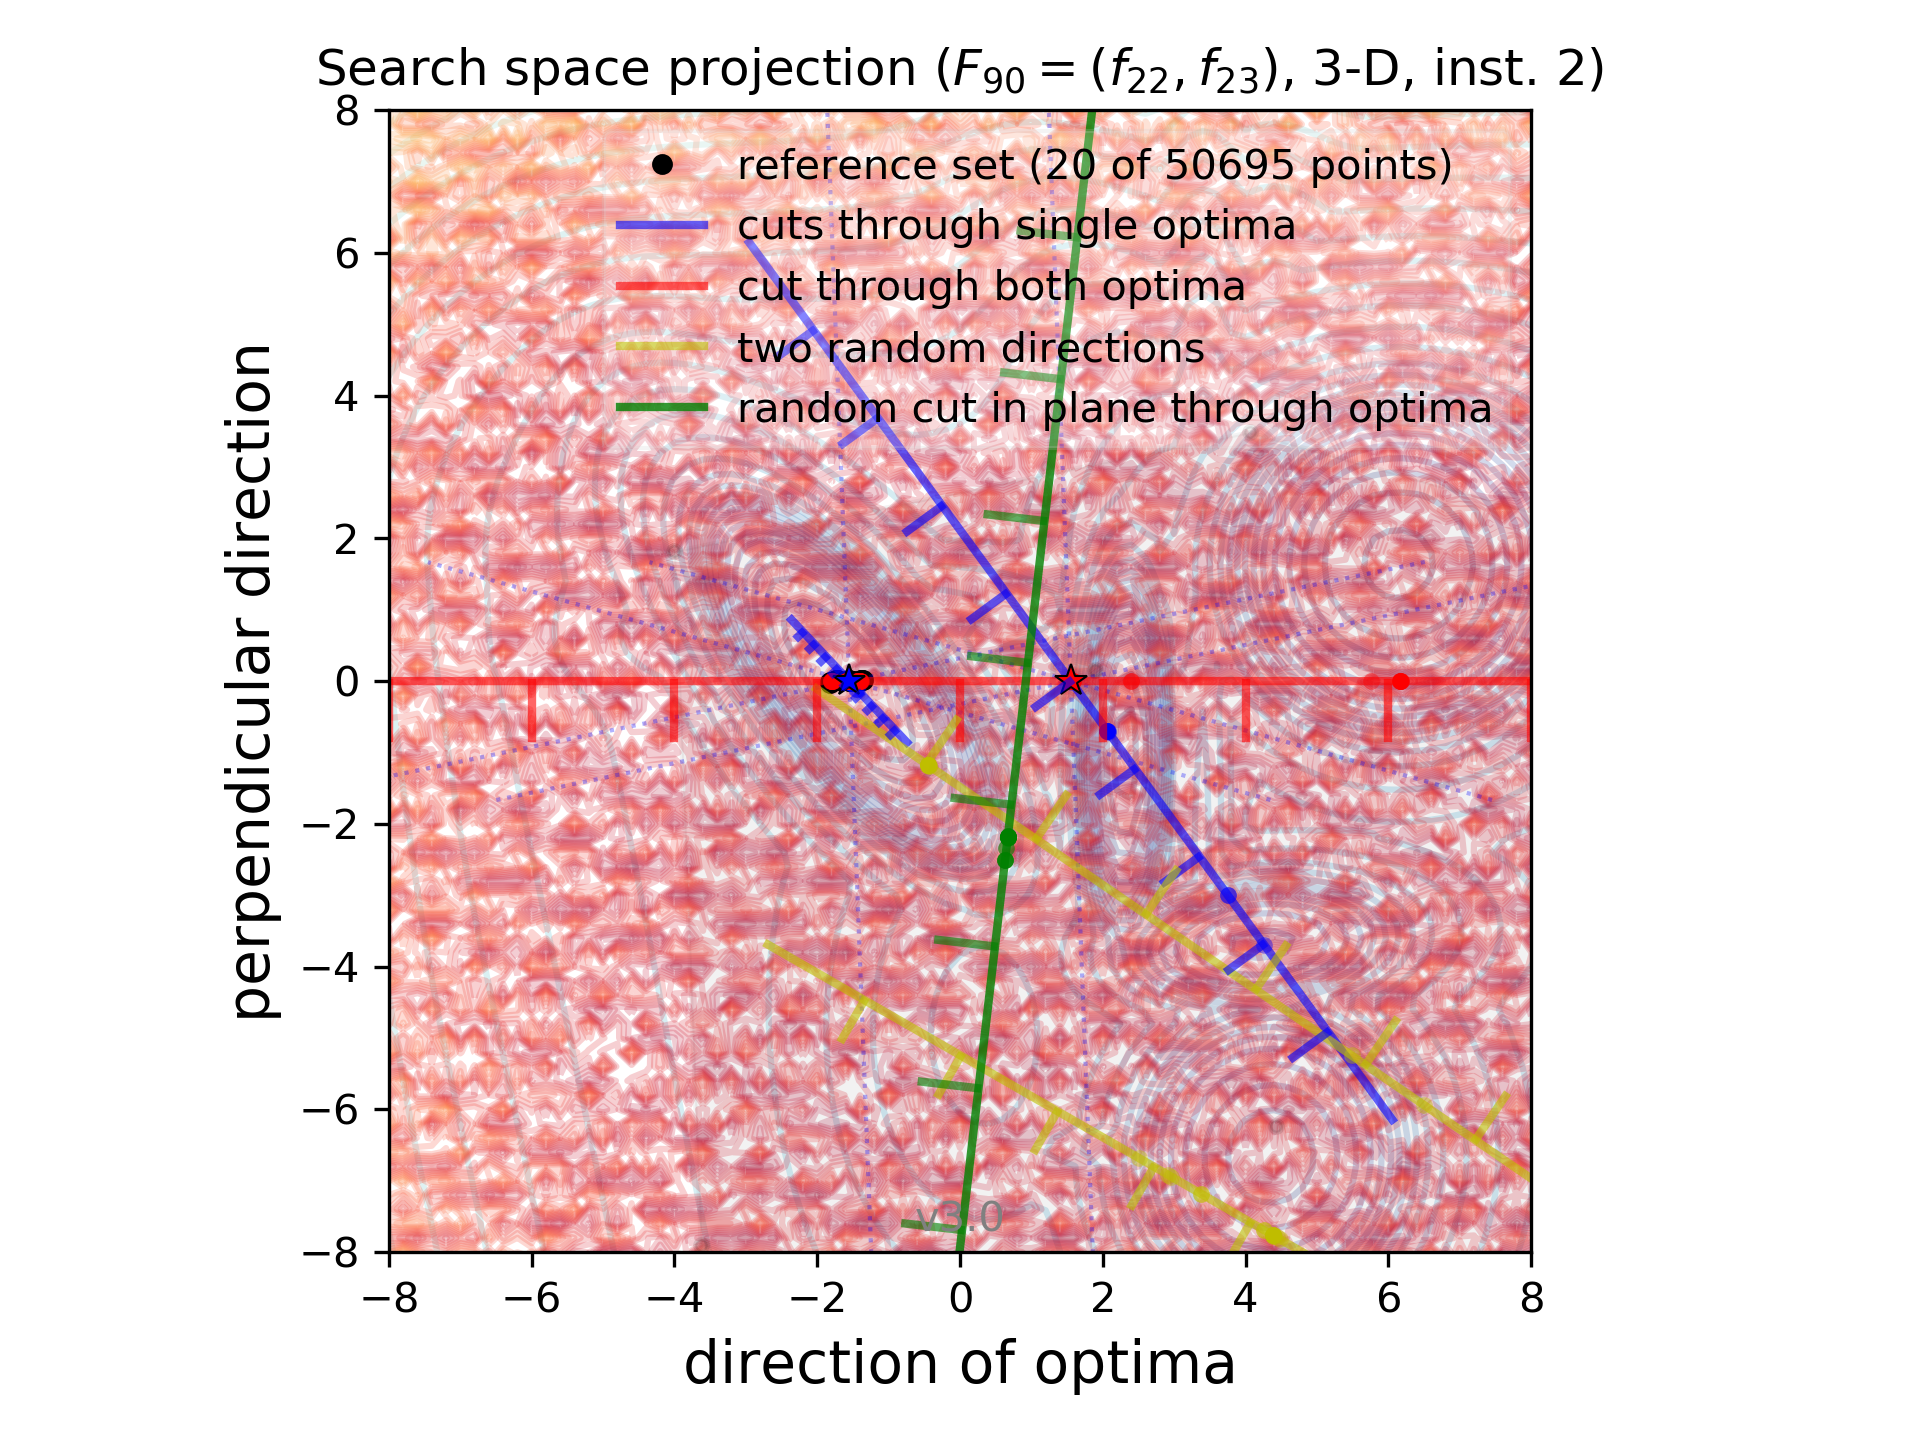 Search space projection (F90 = (f22, f23), 3-D, inst. 2)
8
6
4
2
0
−2
−4
−6
−8
perpendicular direction
reference set (20 of 50695 points)
cuts through single optima
cut through both optima
two random directions
random cut in plane through optima
v3.0
−8 −6 −4 −2 0 2 4 6 8
direction of optima